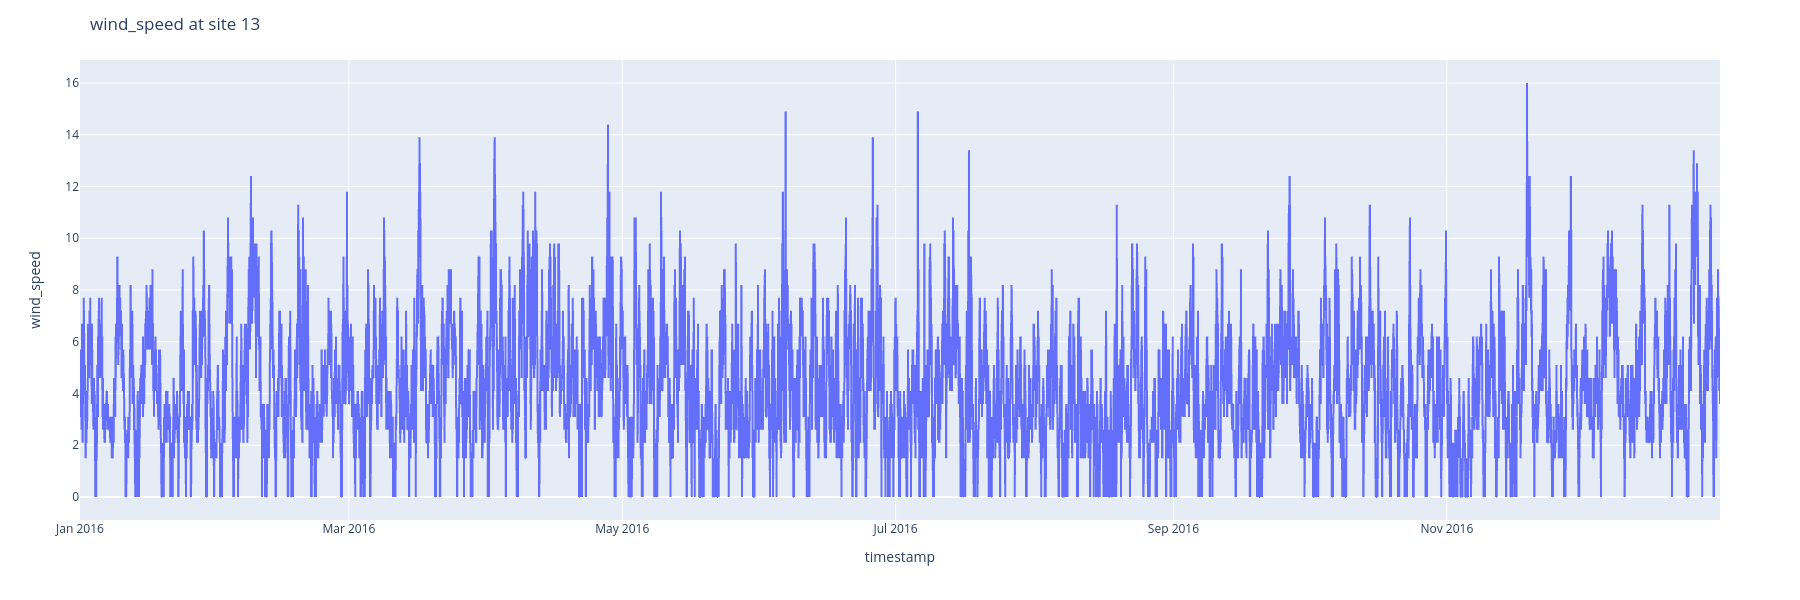 wind_speed at site 13
wind_speed
16
14
12
10
8
6
4
2
0
Jan 2016
Mar 2016
May 2016
Jul 2016
Sep 2016
Nov 2016
timestamp